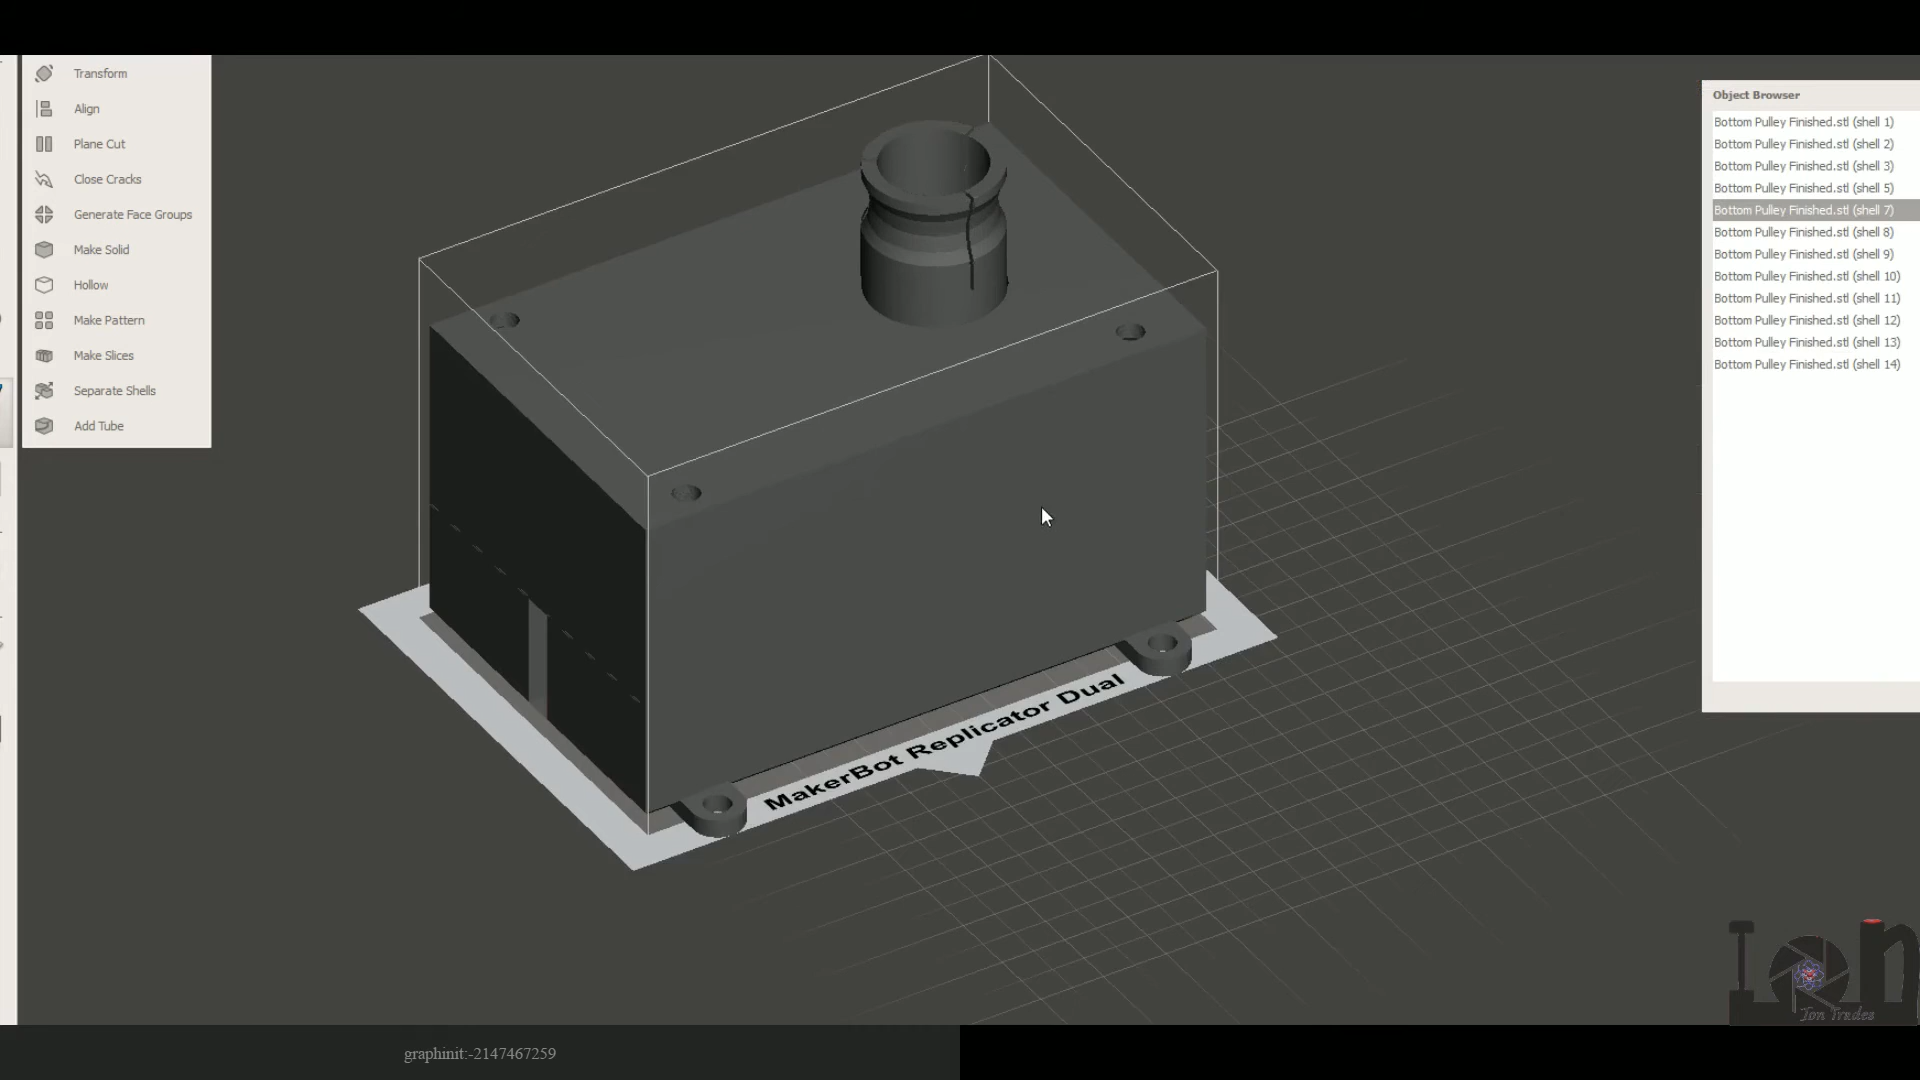 Transform
Align
Plane Cut
Close Cracks
Generate Face Groups
Make Solid
Hollow
Make Pattern
Make Slices
Separate Shells
Add Tube
Object Browser
Bottom Pulley Finished.stl (shell 1)
Bottom Pulley Finished.stl (shell 2)
Bottom Pulley Finished.stl (shell 3)
Bottom Pulley Finished.stl (shell 5)
Bottom Pulley Finished.stl (shell 7)
Bottom Pulley Finished.stl (shell 8)
Bottom Pulley Finished.stl (shell 9)
Bottom Pulley Finished.stl (shell 10)
Bottom Pulley Finished.stl (shell 11)
Bottom Pulley Finished.stl (shell 12)
Bottom Pulley Finished.stl (shell 13)
Bottom Pulley Finished.stl (shell 14)
MakerBot Replicator Dual
Ion
Ion Trades
graphinit:-2147467259